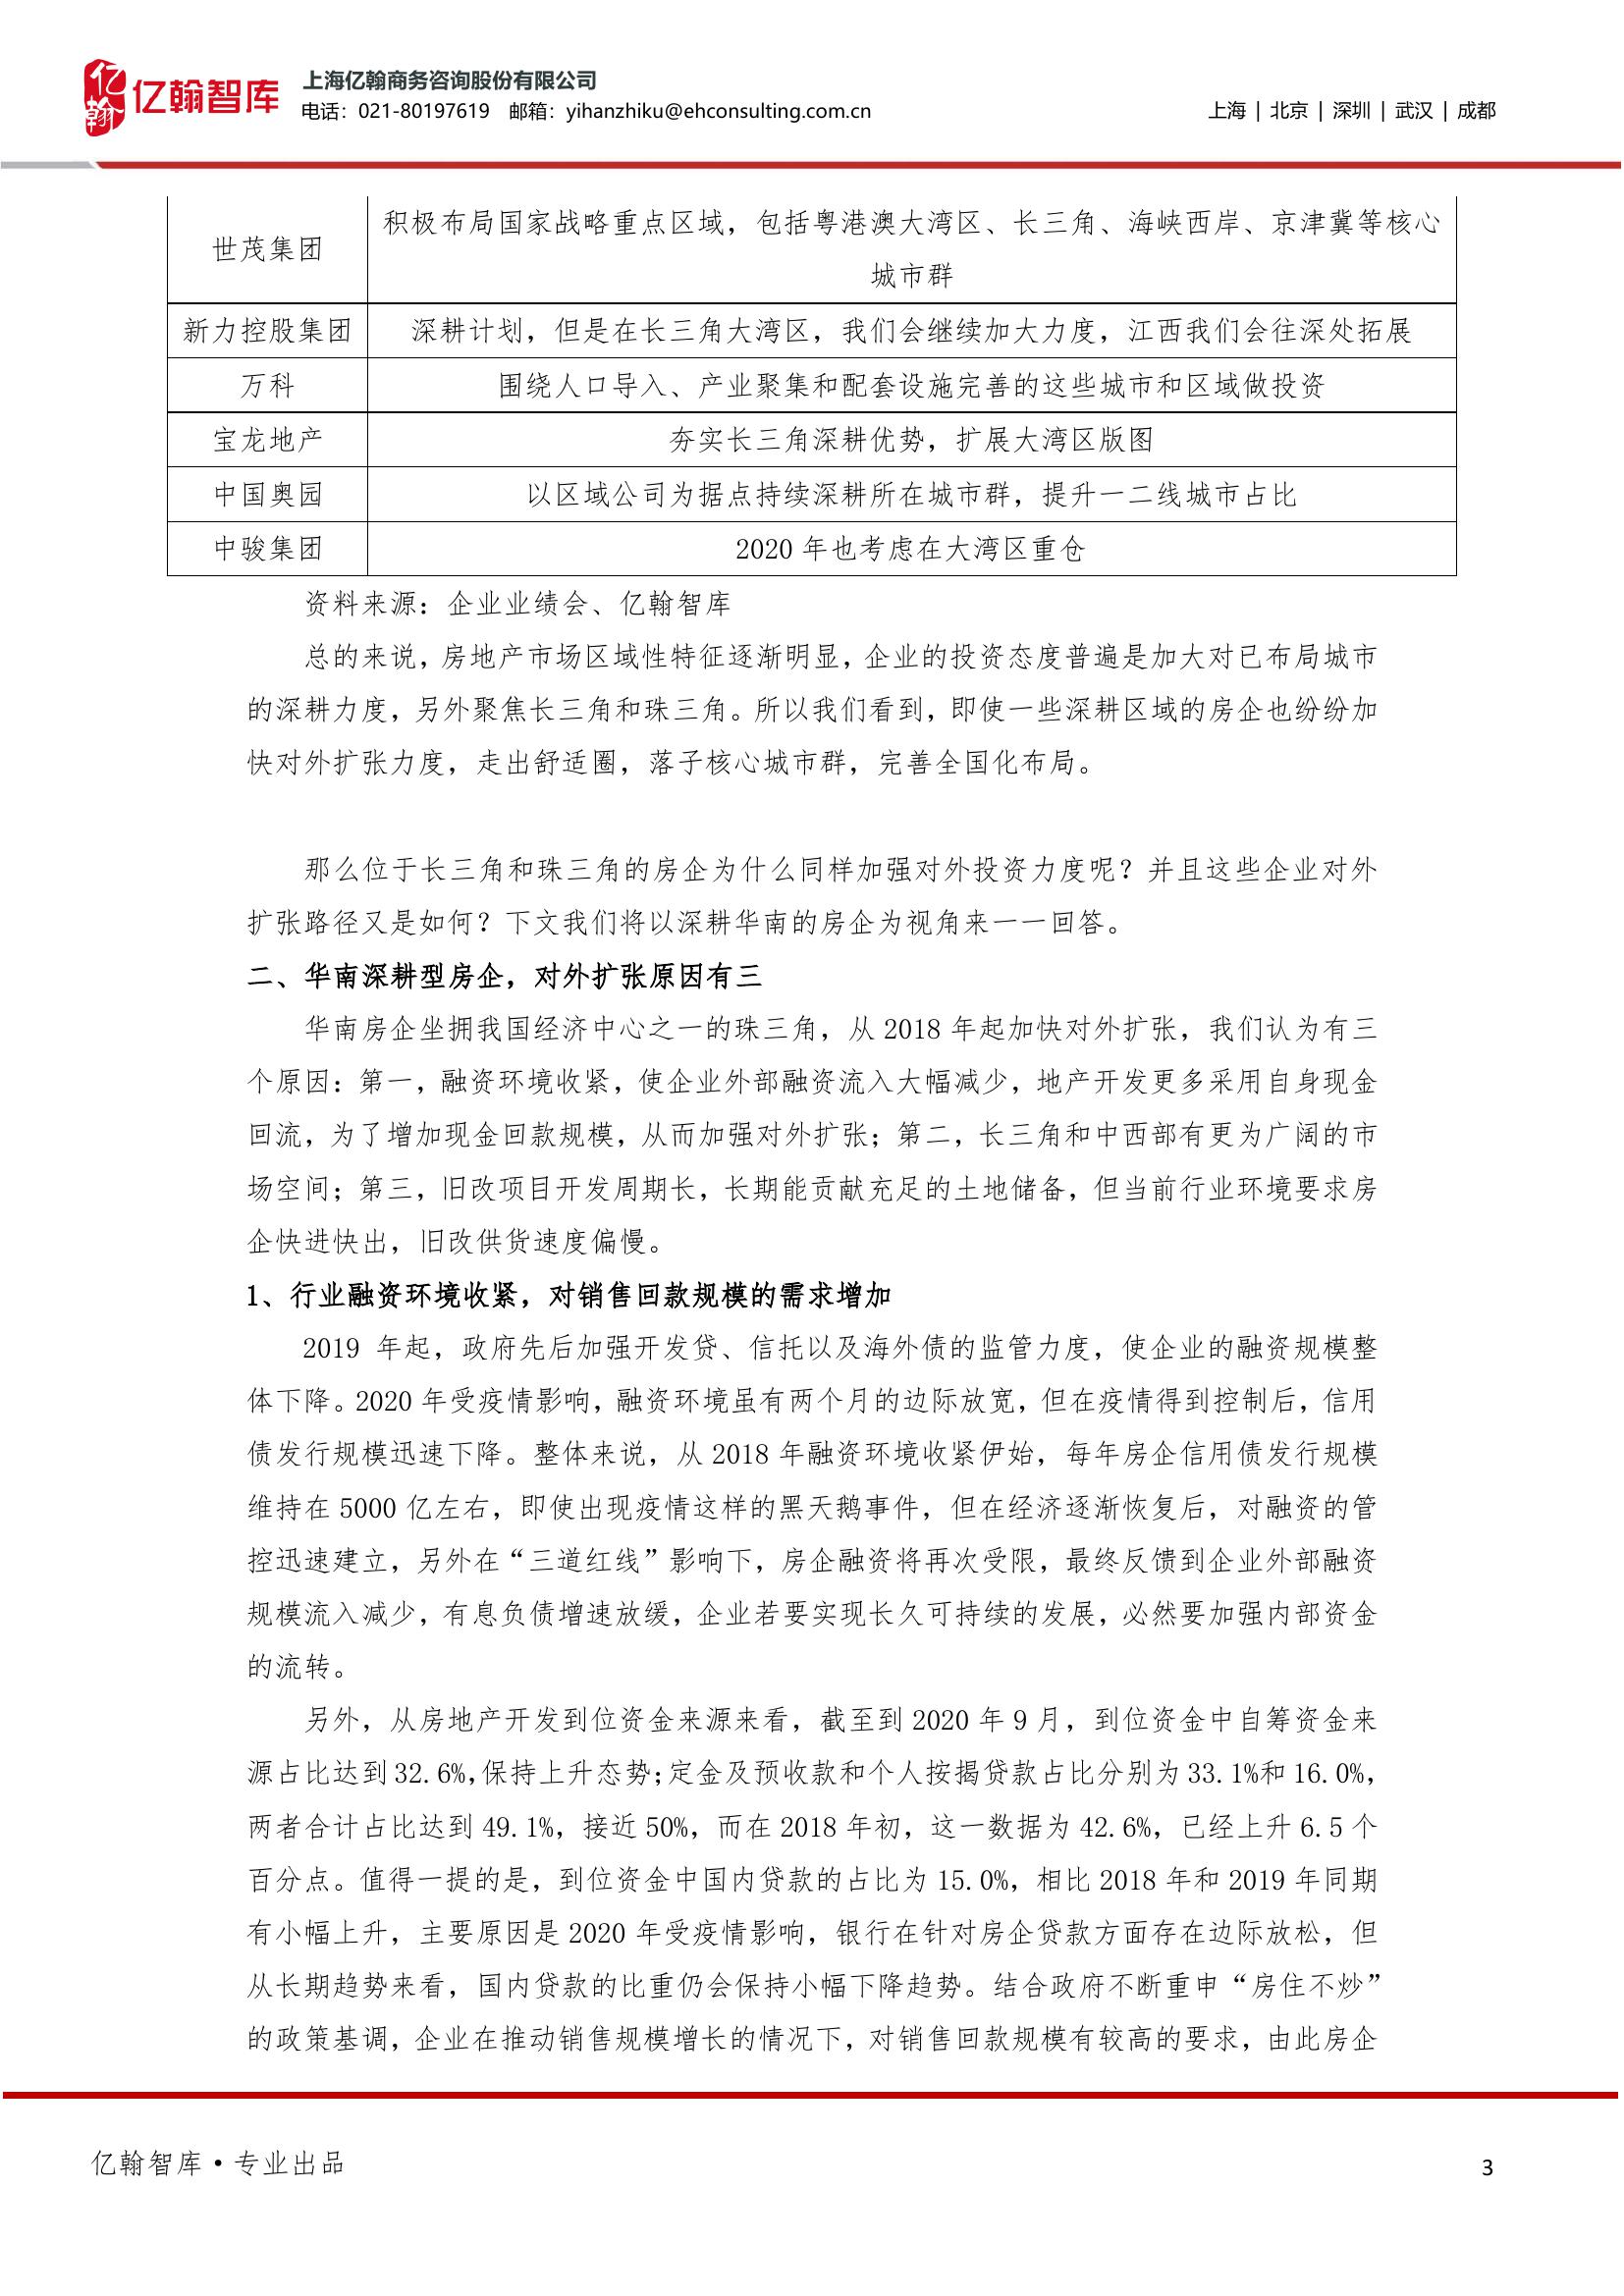 亿翰
亿翰智库
上海亿翰商务咨询股份有限公司
电话：021-80197619 邮箱：yihanzhiku@ehconsulting.com.cn
上海 | 北京 | 深圳 | 武汉 | 成都
世茂集团
积极布局国家战略重点区域，包括粤港澳大湾区、长三角、海峡西岸、京津冀等核心
城市群
新力控股集团 深耕计划，但是在长三角大湾区，我们会继续加大力度，江西我们会往深处拓展
万科 围绕人口导入、产业聚集和配套设施完善的这些城市和区域做投资
宝龙地产 夯实长三角深耕优势，扩展大湾区版图
中国奥园 以区域公司为据点持续深耕所在城市群，提升一二线城市占比
中骏集团 2020 年也考虑在大湾区重仓
资料来源：企业业绩会、亿翰智库
总的来说，房地产市场区域性特征逐渐明显，企业的投资态度普遍是加大对已布局城市
的深耕力度，另外聚焦长三角和珠三角。所以我们看到，即使一些深耕区域的房企也纷纷加
快对外扩张力度，走出舒适圈，落子核心城市群，完善全国化布局。
那么位于长三角和珠三角的房企为什么同样加强对外投资力度呢？并且这些企业对外
扩张路径又是如何？下文我们将以深耕华南的房企为视角来一一回答。
二、华南深耕型房企，对外扩张原因有三
华南房企坐拥我国经济中心之一的珠三角，从 2018 年起加快对外扩张，我们认为有三
个原因：第一，融资环境收紧，使企业外部融资流入大幅减少，地产开发更多采用自身现金
回流，为了增加现金回款规模，从而加强对外扩张；第二，长三角和中西部有更为广阔的市
场空间；第三，旧改项目开发周期长，长期能贡献充足的土地储备，但当前行业环境要求房
企快进快出，旧改供货速度偏慢。
1、行业融资环境收紧，对销售回款规模的需求增加
2019 年起，政府先后加强开发贷、信托以及海外债的监管力度，使企业的融资规模整
体下降。2020 年受疫情影响，融资环境虽有两个月的边际放宽，但在疫情得到控制后，信用
债发行规模迅速下降。整体来说，从 2018 年融资环境收紧伊始，每年房企信用债发行规模
维持在 5000 亿左右，即使出现疫情这样的黑天鹅事件，但在经济逐渐恢复后，对融资的管
控迅速建立，另外在“三道红线”影响下，房企融资将再次受限，最终反馈到企业外部融资
规模流入减少，有息负债增速放缓，企业若要实现长久可持续的发展，必然要加强内部资金
的流转。
另外，从房地产开发到位资金来源来看，截至到 2020 年 9 月，到位资金中自筹资金来
源占比达到 32.6%，保持上升态势；定金及预收款和个人按揭贷款占比分别为 33.1%和 16.0%，
两者合计占比达到 49.1%，接近 50%，而在 2018 年初，这一数据为 42.6%，已经上升 6.5 个
百分点。值得一提的是，到位资金中国内贷款的占比为 15.0%，相比 2018 年和 2019 年同期
有小幅上升，主要原因是 2020 年受疫情影响，银行在针对房企贷款方面存在边际放松，但
从长期趋势来看，国内贷款的比重仍会保持小幅下降趋势。结合政府不断重申“房住不炒”
的政策基调，企业在推动销售规模增长的情况下，对销售回款规模有较高的要求，由此房企
亿翰智库·专业出品
3